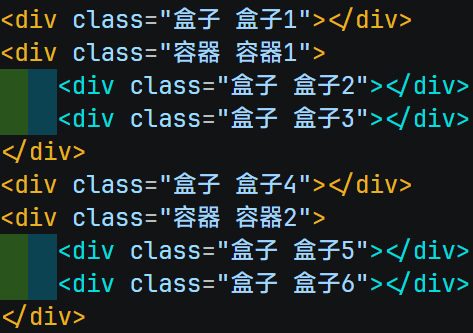 <div class="盒子 盒子1"></div>
<div class="容器 容器1">
    <div class="盒子 盒子2"></div>
    <div class="盒子 盒子3"></div>
</div>
<div class="盒子 盒子4"></div>
<div class="容器 容器2">
    <div class="盒子 盒子5"></div>
    <div class="盒子 盒子6"></div>
</div>